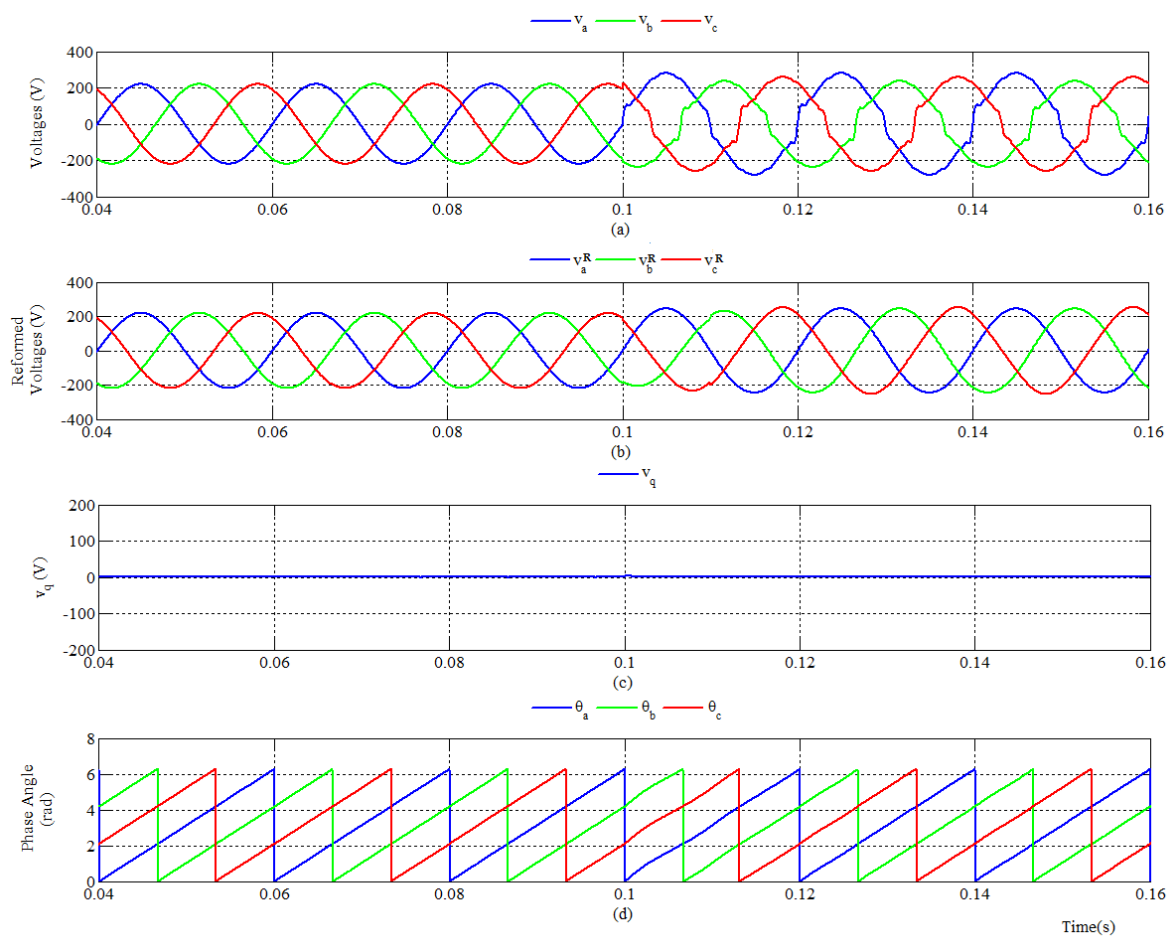 v_a v_b v_c
Voltages (V)
400
200
0
-200
-400
0.04 0.06 0.08 0.1 0.12 0.14 0.16
(a)
v_a^R v_b^R v_c^R
Reformed
Voltages (V)
400
200
0
-200
-400
0.04 0.06 0.08 0.1 0.12 0.14 0.16
(b)
v_q
v_q (V)
200
100
0
-100
-200
0.04 0.06 0.08 0.1 0.12 0.14 0.16
(c)
θ_a θ_b θ_c
Phase Angle
(rad)
8
6
4
2
0
0.04 0.06 0.08 0.1 0.12 0.14 0.16
(d)
Time(s)